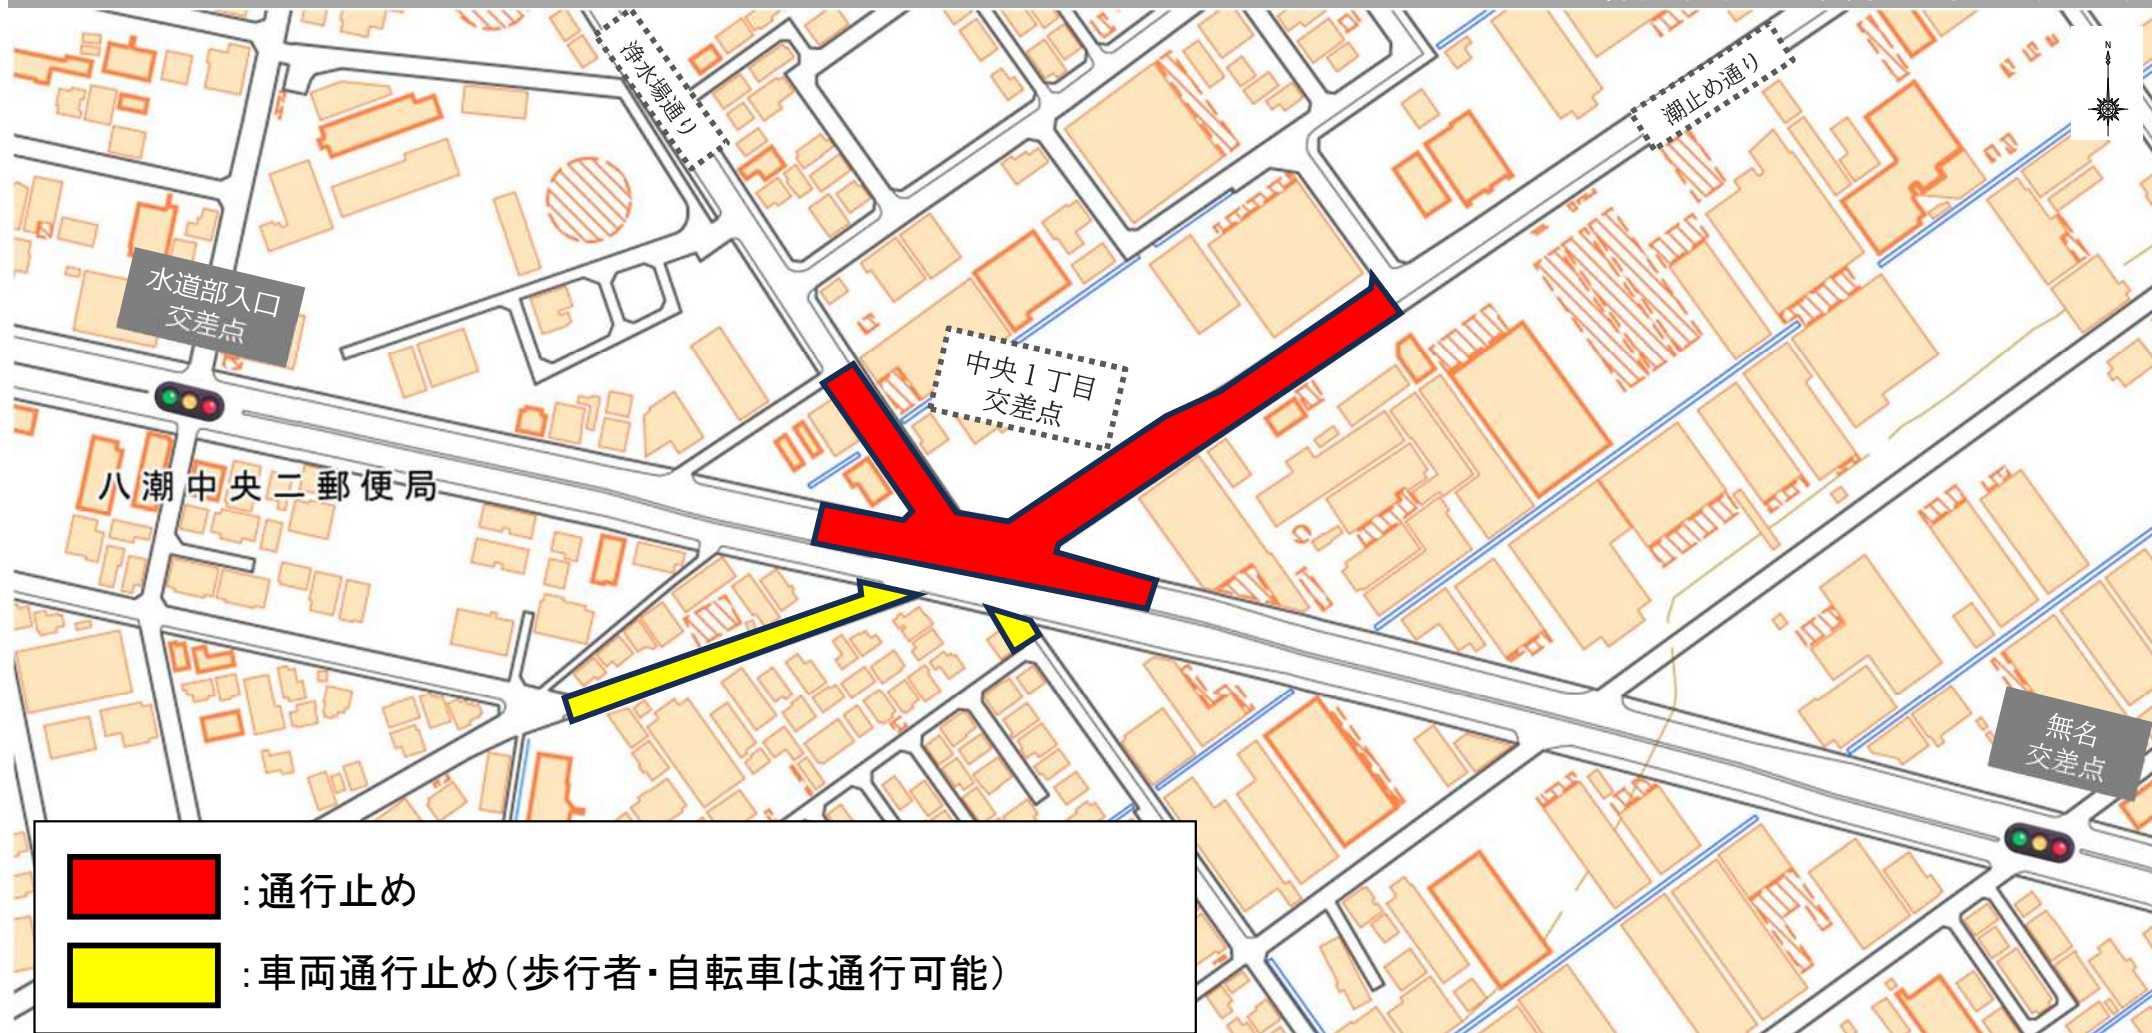 浄水場通り
潮止め通り
N
水道部入口
交差点
中央１丁目
交差点
八潮中央二郵便局
無名
交差点
:通行止め
:車両通行止め(歩行者・自転車は通行可能)